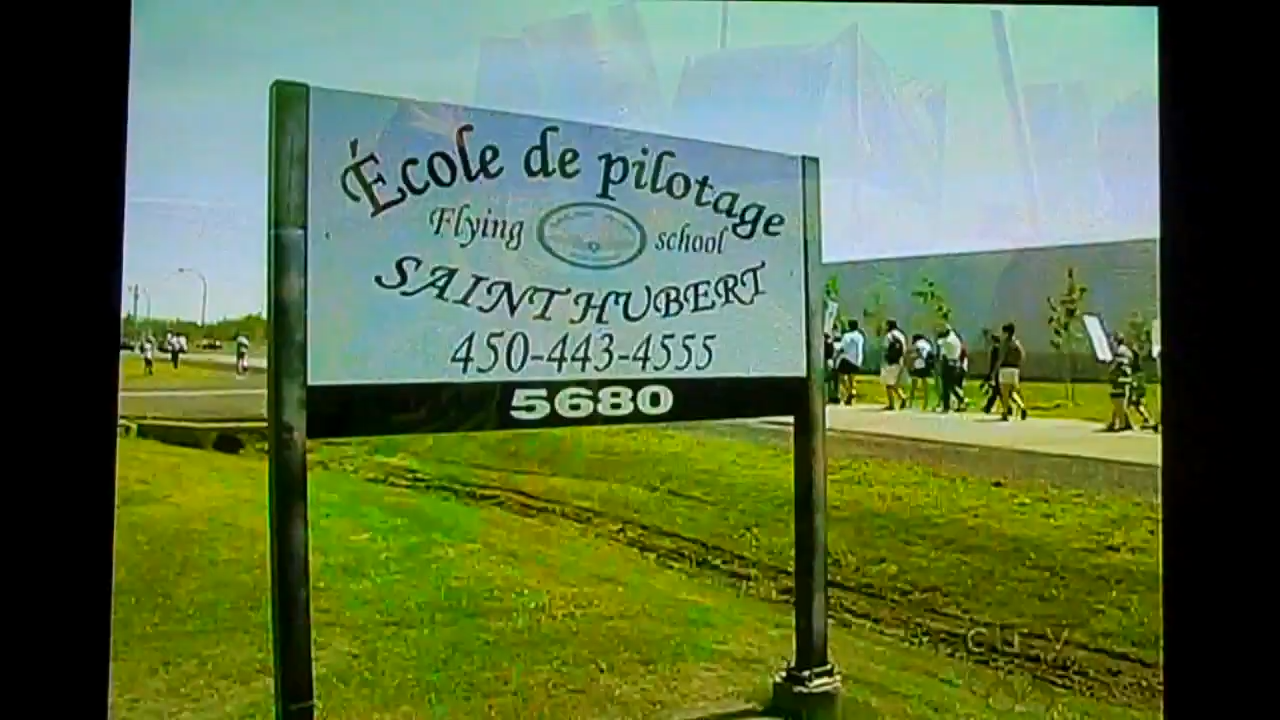 École de pilotage
Flying school
SAINT HUBERT
450-443-4555
5680
CTV